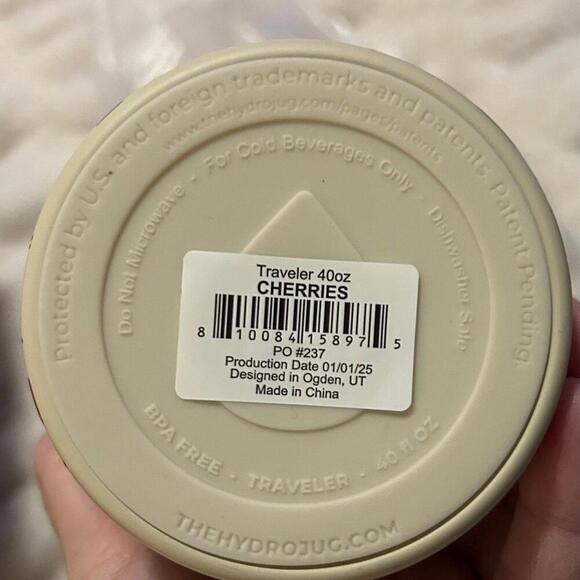 Protected by U.S. and foreign trademarks and patents. Patent Pending
www.thehydrojug.com/pages/patents
Do Not Microwave · For Cold Beverages Only · Dishwasher Safe
Traveler 40oz
CHERRIES
8 10084 15897 5
PO #237
Production Date 01/01/25
Designed in Ogden, UT
Made in China
BPA FREE · TRAVELER · 40 fl OZ
THEHYDROJUG.COM